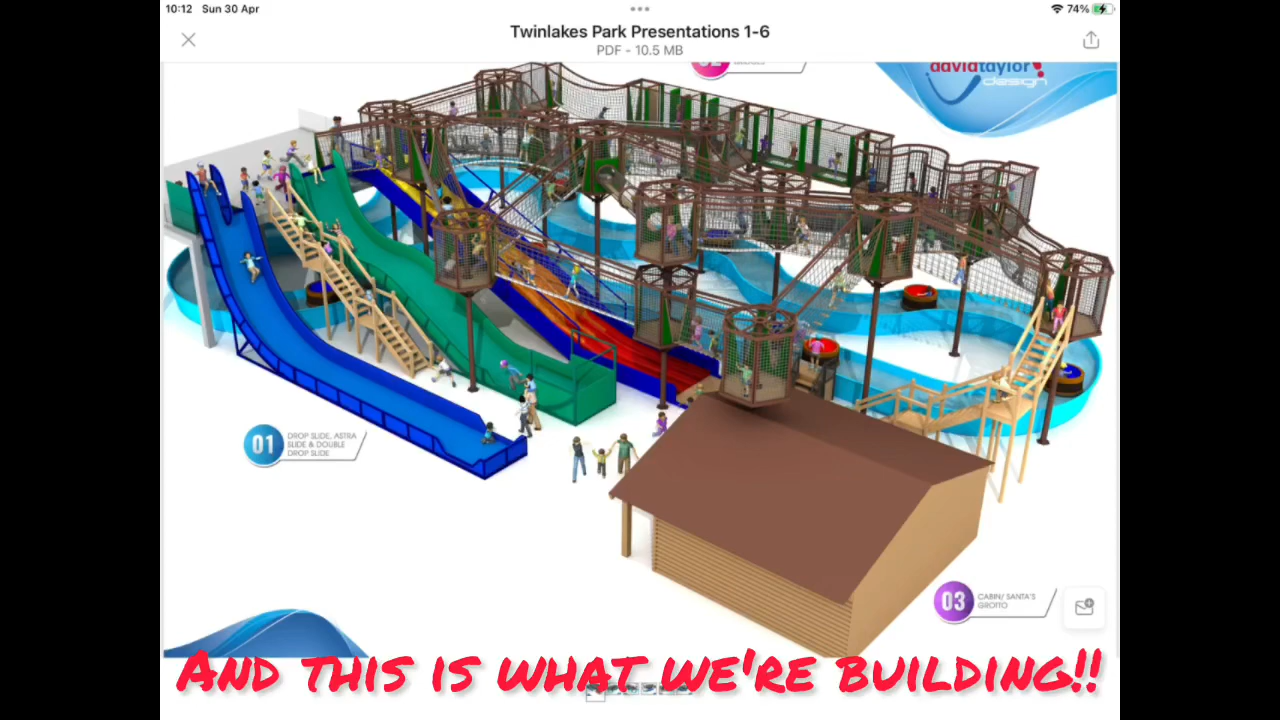 10:12 Sun 30 Apr
74%
Twinlakes Park Presentations 1-6
PDF - 10.5 MB
davidtaylor
design
01
DROP SLIDE, ASTRA
SLIDE & DOUBLE
DROP SLIDE
03
CABIN/ SANTA'S
GROTTO
AND THIS IS WHAT WE'RE BUILDING!!